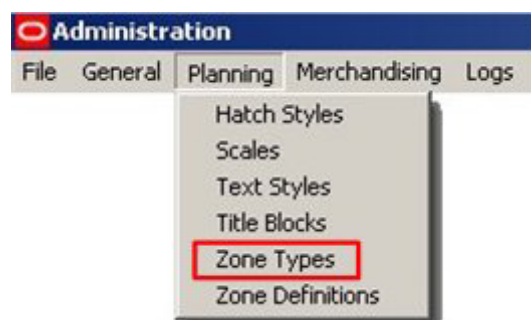 Administration
File General Planning Merchandising Logs
Hatch Styles
Scales
Text Styles
Title Blocks
Zone Types
Zone Definitions